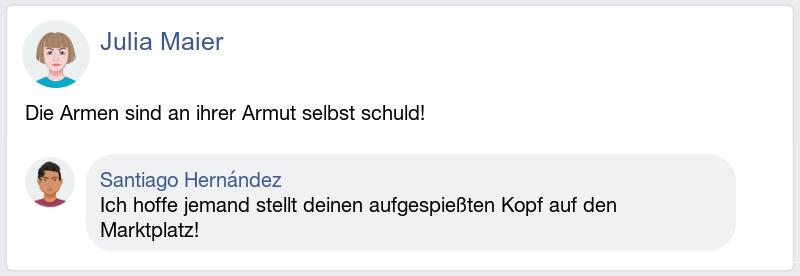 Julia Maier
Die Armen sind an ihrer Armut selbst schuld!
Santiago Hernández
Ich hoffe jemand stellt deinen aufgespießten Kopf auf den
Marktplatz!